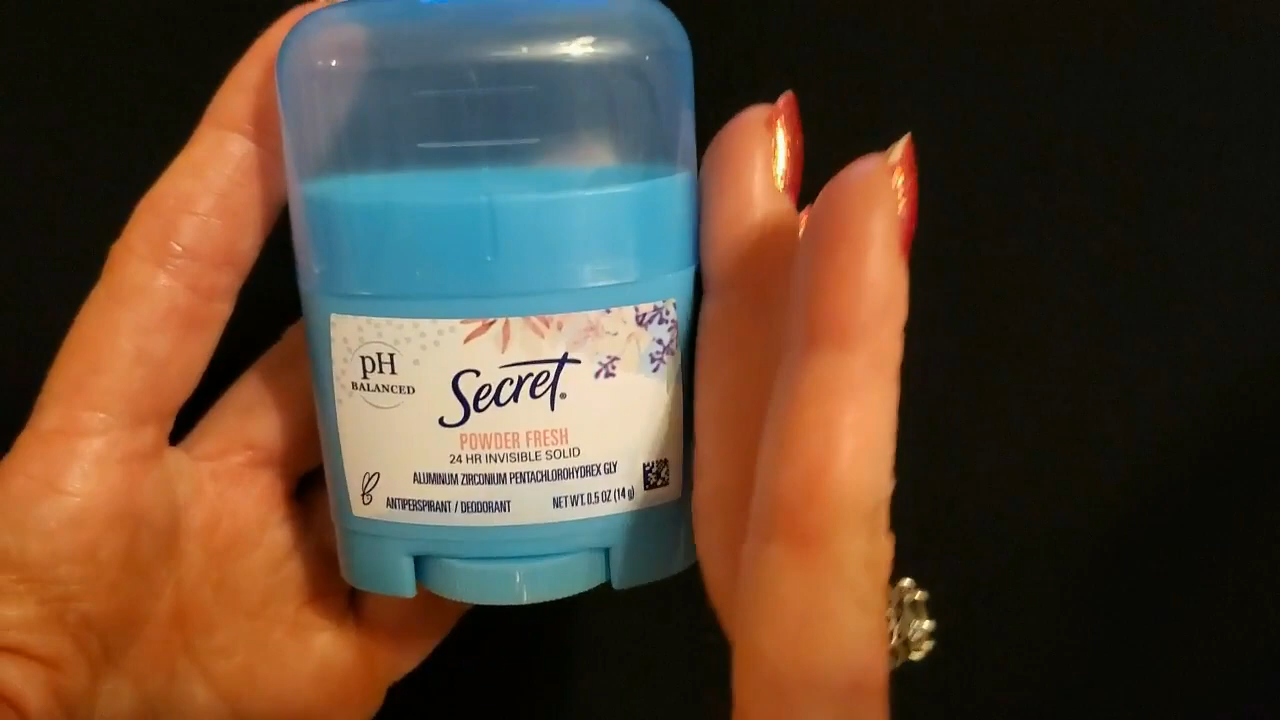 pH
BALANCED
Secret®
POWDER FRESH
24 HR INVISIBLE SOLID
ALUMINUM ZIRCONIUM PENTACHLOROHYDREX GLY
ANTIPERSPIRANT / DEODORANT NET WT. 0.5 OZ (14 g)